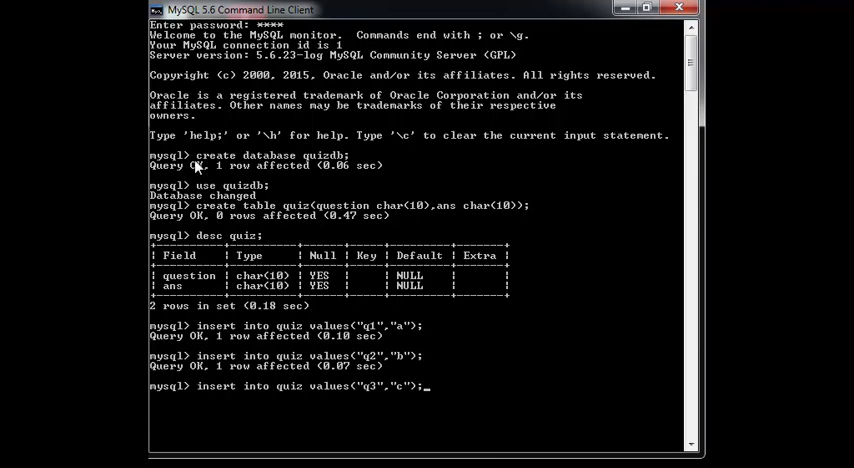 MySQL 5.6 Command Line Client
Enter password: ****
Welcome to the MySQL monitor.  Commands end with ; or \g.
Your MySQL connection id is 1
Server version: 5.6.23-log MySQL Community Server (GPL)
Copyright (c) 2000, 2015, Oracle and/or its affiliates. All rights reserved.
Oracle is a registered trademark of Oracle Corporation and/or its
affiliates. Other names may be trademarks of their respective
owners.
Type 'help;' or '\h' for help. Type '\c' to clear the current input statement.
mysql> create database quizdb;
Query OK, 1 row affected (0.06 sec)
mysql> use quizdb;
Database changed
mysql> create table quiz(question char(10),ans char(10));
Query OK, 0 rows affected (0.47 sec)
mysql> desc quiz;
+----------+----------+------+-----+---------+-------+
| Field    | Type     | Null | Key | Default | Extra |
+----------+----------+------+-----+---------+-------+
| question | char(10) | YES  |     | NULL    |       |
| ans      | char(10) | YES  |     | NULL    |       |
+----------+----------+------+-----+---------+-------+
2 rows in set (0.18 sec)
mysql> insert into quiz values("q1","a");
Query OK, 1 row affected (0.10 sec)
mysql> insert into quiz values("q2","b");
Query OK, 1 row affected (0.07 sec)
mysql> insert into quiz values("q3","c");_